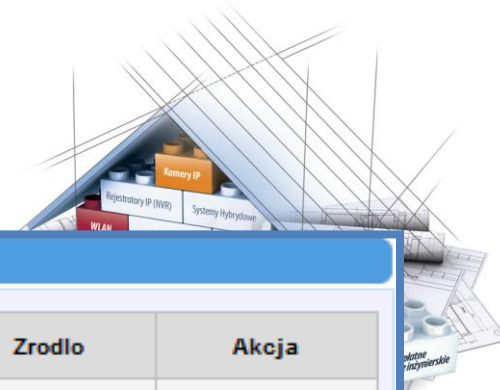 Kamery IP
Rejestratory IP (NVR)
Systemy Hybrydowe
WLAN
Zrodlo
Akcja
inżynierskie